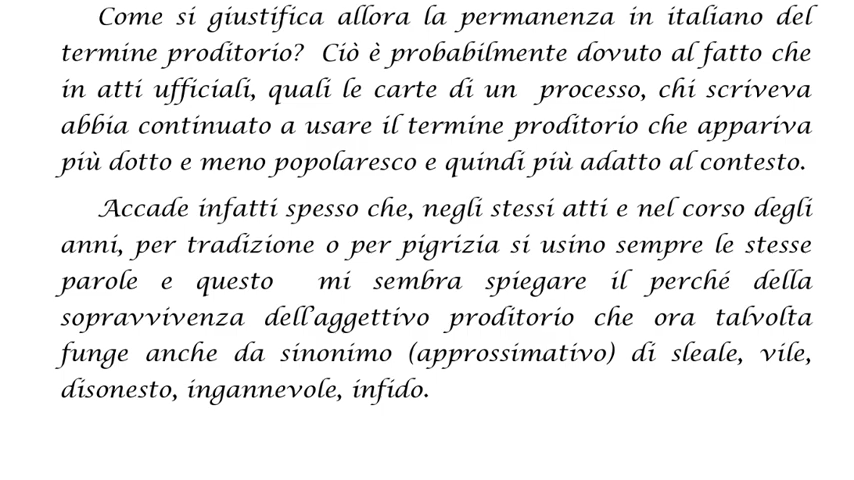 Come si giustifica allora la permanenza in italiano del
termine proditorio? Ciò è probabilmente dovuto al fatto che
in atti ufficiali, quali le carte di un processo, chi scriveva
abbia continuato a usare il termine proditorio che appariva
più dotto e meno popolaresco e quindi più adatto al contesto.
Accade infatti spesso che, negli stessi atti e nel corso degli
anni, per tradizione o per pigrizia si usino sempre le stesse
parole e questo mi sembra spiegare il perché della
sopravvivenza dell'aggettivo proditorio che ora talvolta
funge anche da sinonimo (approssimativo) di sleale, vile,
disonesto, ingannevole, infido.